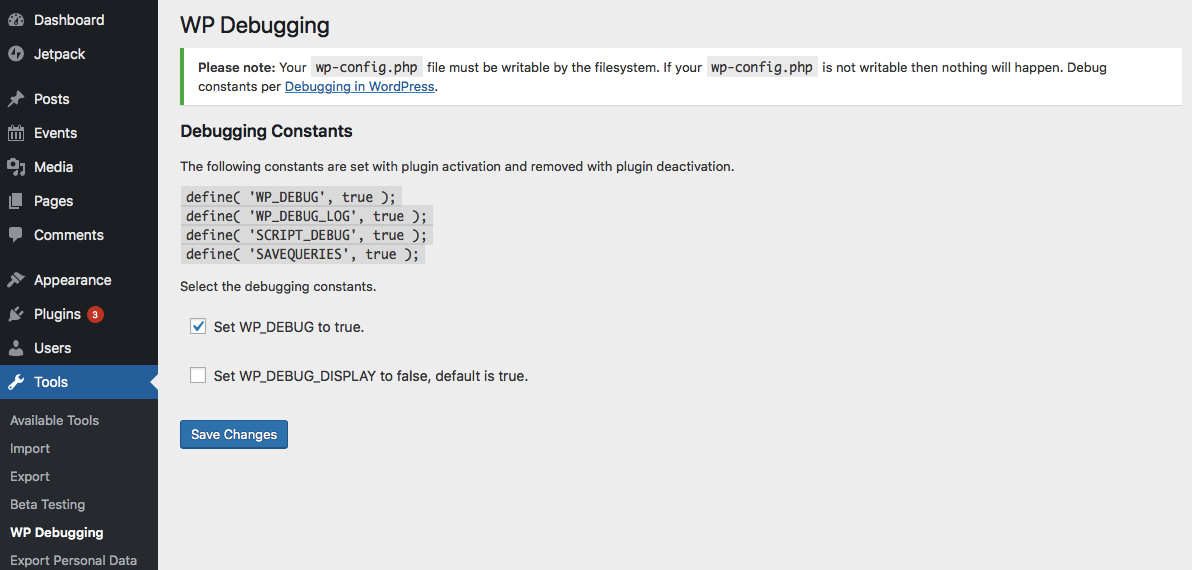 Dashboard
Jetpack
Posts
Events
Media
Pages
Comments
Appearance
Plugins 3
Users
Tools
Available Tools
Import
Export
Beta Testing
WP Debugging
Export Personal Data
WP Debugging
Please note: Your wp-config.php file must be writable by the filesystem. If your wp-config.php is not writable then nothing will happen. Debug
constants per Debugging in WordPress.
Debugging Constants
The following constants are set with plugin activation and removed with plugin deactivation.
define( 'WP_DEBUG', true );
define( 'WP_DEBUG_LOG', true );
define( 'SCRIPT_DEBUG', true );
define( 'SAVEQUERIES', true );
Select the debugging constants.
Set WP_DEBUG to true.
Set WP_DEBUG_DISPLAY to false, default is true.
Save Changes